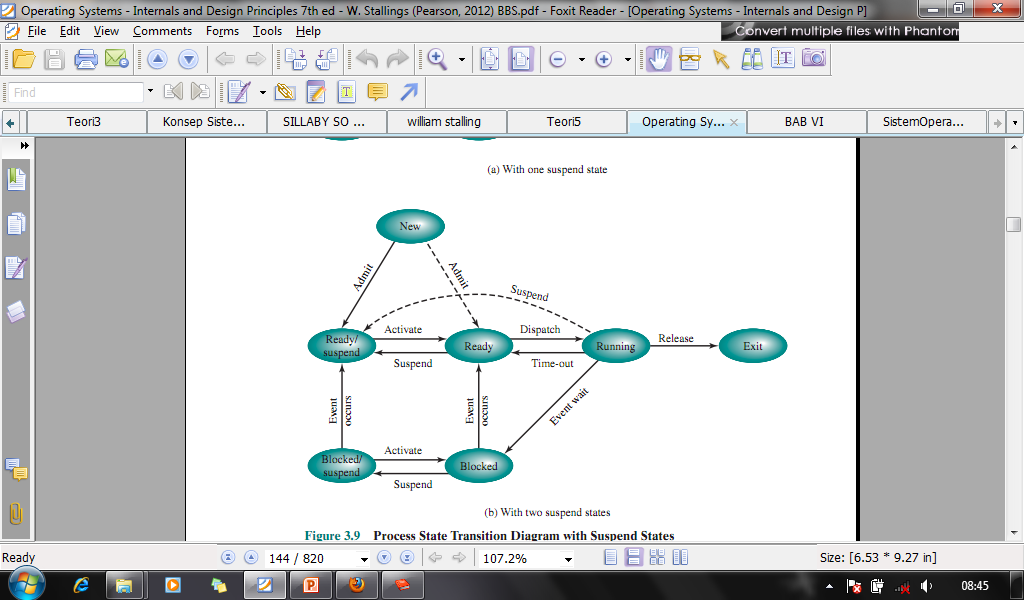 Operating Systems - Internals and Design Principles 7th ed - W. Stallings (Pearson, 2012) BBS.pdf - Foxit Reader - [Operating Systems - Internals and Design P]
File Edit View Comments Forms Tools Help
Convert multiple files with Phantom
Find
Teori3 Konsep Siste... SILLABY SO ... william stalling Teori5 Operating Sy... BAB VI SistemOpera...
(a) With one suspend state
New
Admit
Admit
Suspend
Ready/
suspend
Activate
Suspend
Ready
Dispatch
Time-out
Running
Release
Exit
Event
occurs
Event
occurs
Event wait
Blocked/
suspend
Activate
Suspend
Blocked
(b) With two suspend states
Figure 3.9 Process State Transition Diagram with Suspend States
Ready 144 / 820 107.2% Size: [6.53 * 9.27 in]
08:45